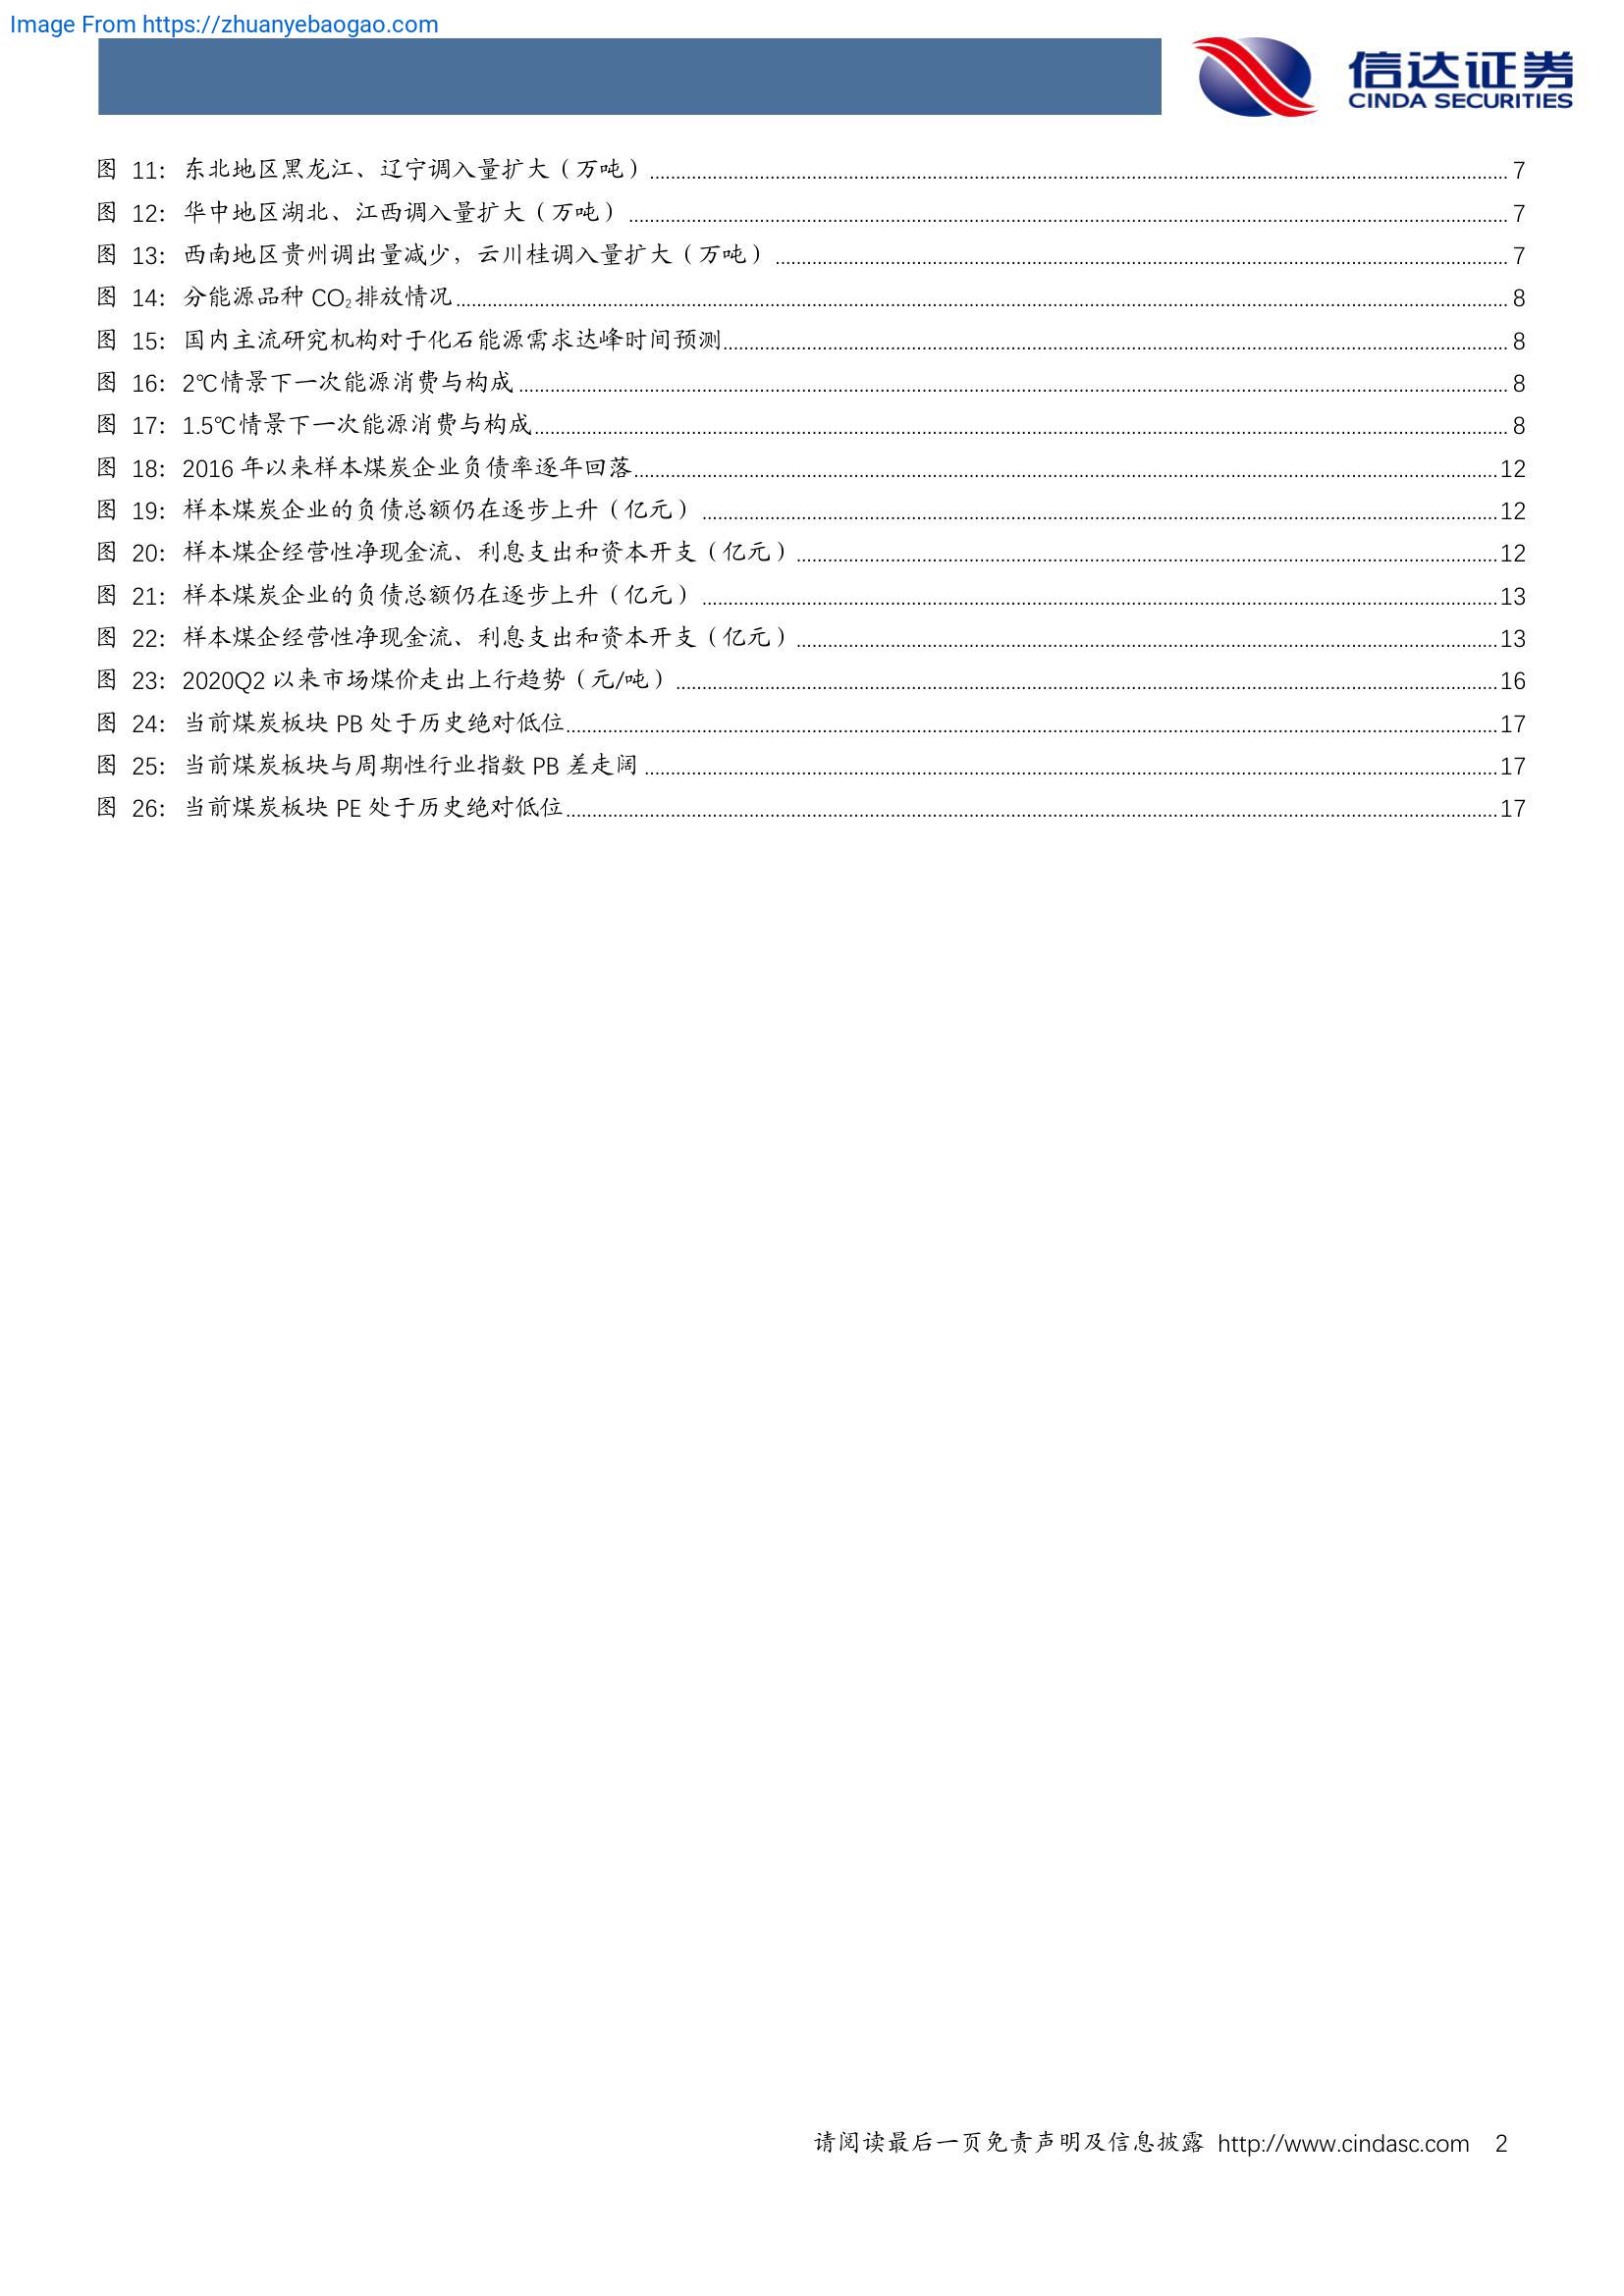 Image From https://zhuanyebaogao.com
信达证券
CINDA SECURITIES
图 11：东北地区黑龙江、辽宁调入量扩大（万吨）........7
图 12：华中地区湖北、江西调入量扩大（万吨）........7
图 13：西南地区贵州调出量减少，云川桂调入量扩大（万吨）........7
图 14：分能源品种 CO₂排放情况........8
图 15：国内主流研究机构对于化石能源需求达峰时间预测........8
图 16：2℃情景下一次能源消费与构成........8
图 17：1.5℃情景下一次能源消费与构成........8
图 18：2016 年以来样本煤炭企业负债率逐年回落........12
图 19：样本煤炭企业的负债总额仍在逐步上升（亿元）........12
图 20：样本煤企经营性净现金流、利息支出和资本开支（亿元）........12
图 21：样本煤炭企业的负债总额仍在逐步上升（亿元）........13
图 22：样本煤企经营性净现金流、利息支出和资本开支（亿元）........13
图 23：2020Q2 以来市场煤价走出上行趋势（元/吨）........16
图 24：当前煤炭板块 PB 处于历史绝对低位........17
图 25：当前煤炭板块与周期性行业指数 PB 差走阔........17
图 26：当前煤炭板块 PE 处于历史绝对低位........17
请阅读最后一页免责声明及信息披露 http://www.cindasc.com 2